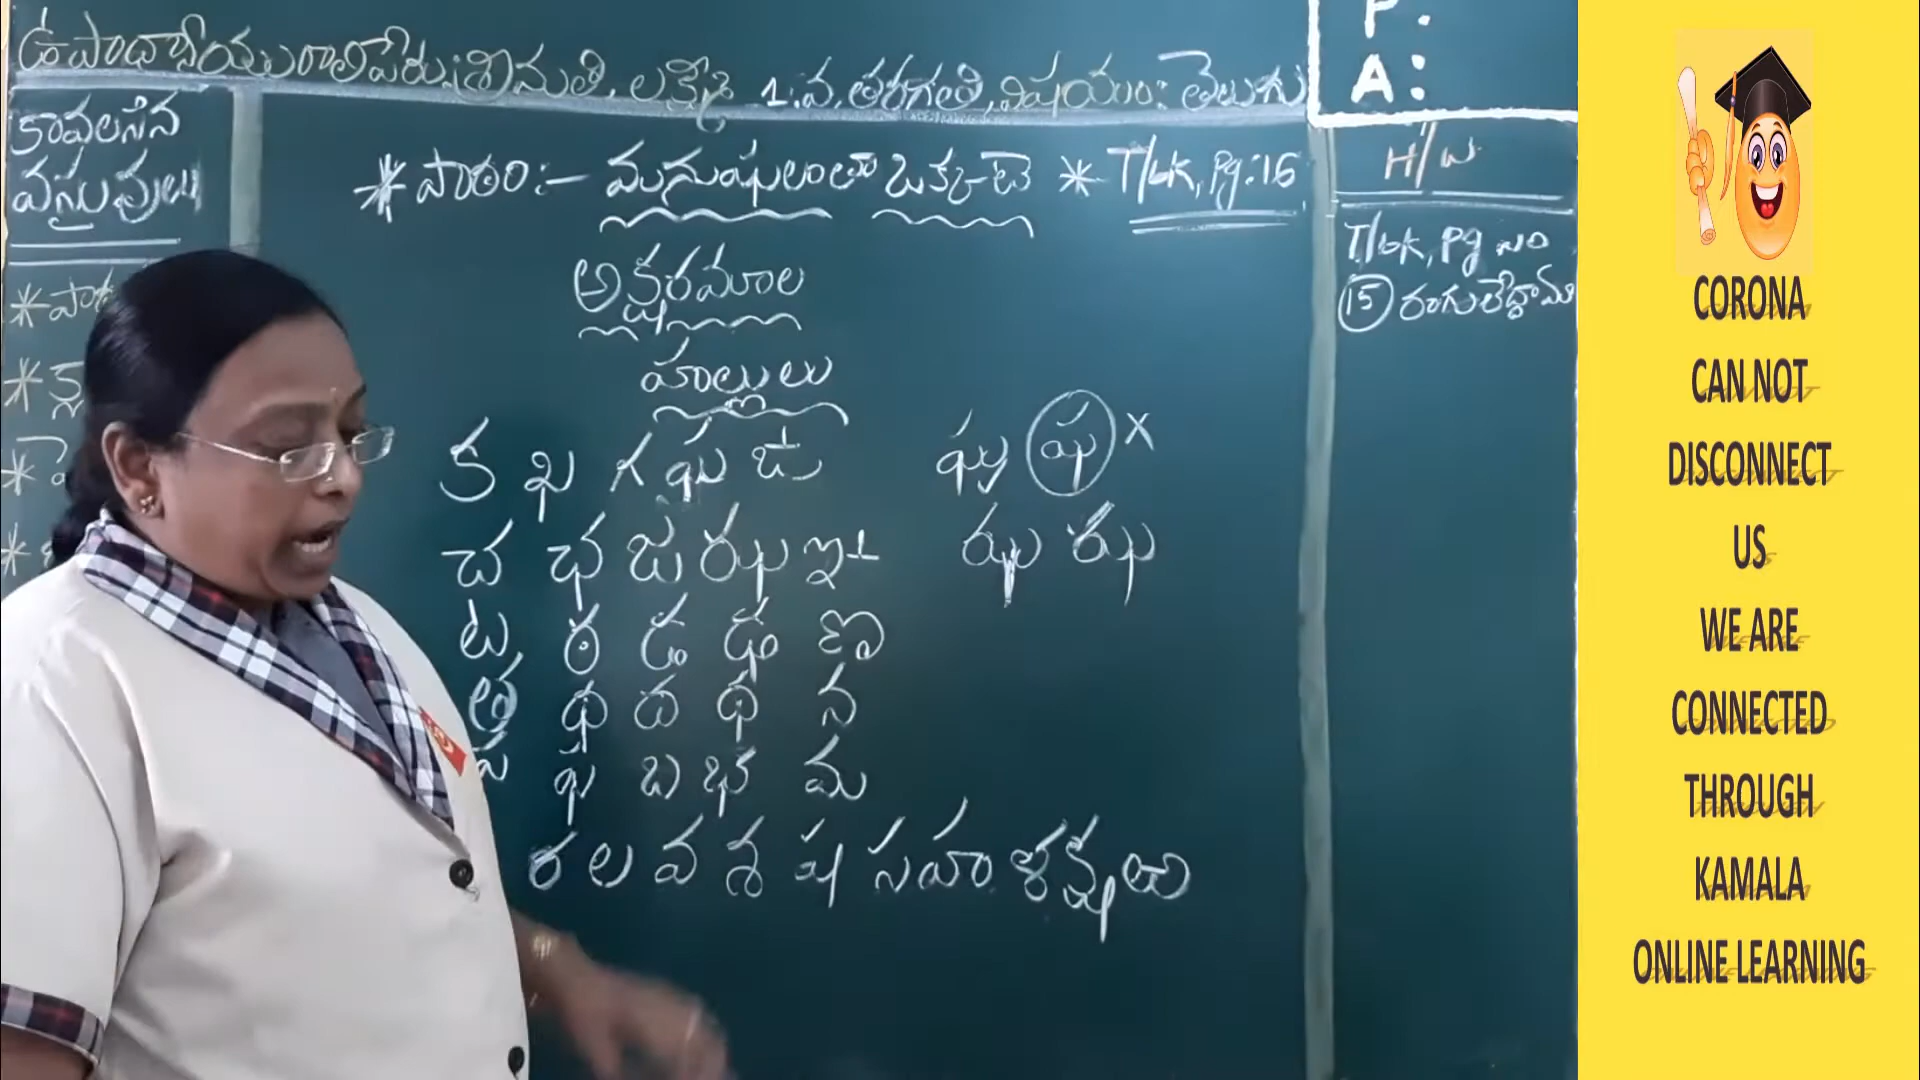 ఉపాధ్యాయురాలిపేరు:శ్రీమతి. లక్ష్మి 1.వ.తరగతి, విషయం: తెలుగు
కావలసిన
వస్తువులు
* పాఠం:- మనుషులంతా ఒక్కటే * T/bk, Pg:16
అక్షరమాల
హల్లులు
క ఖ గ ఘ ఙ
చ ఛ జ ఝ ఞ
ట ఠ డ ఢ ణ
త థ ద ధ న
ప ఫ బ భ మ
ర ల వ శ ష స హ ళ క్ష ఱ
ఘ ష X
ఝ ఝ
P:
A:
H/w
T/bk, Pg నం
15 రంగులేద్దాము
CORONA
CAN NOT
DISCONNECT
US
WE ARE
CONNECTED
THROUGH
KAMALA
ONLINE LEARNING